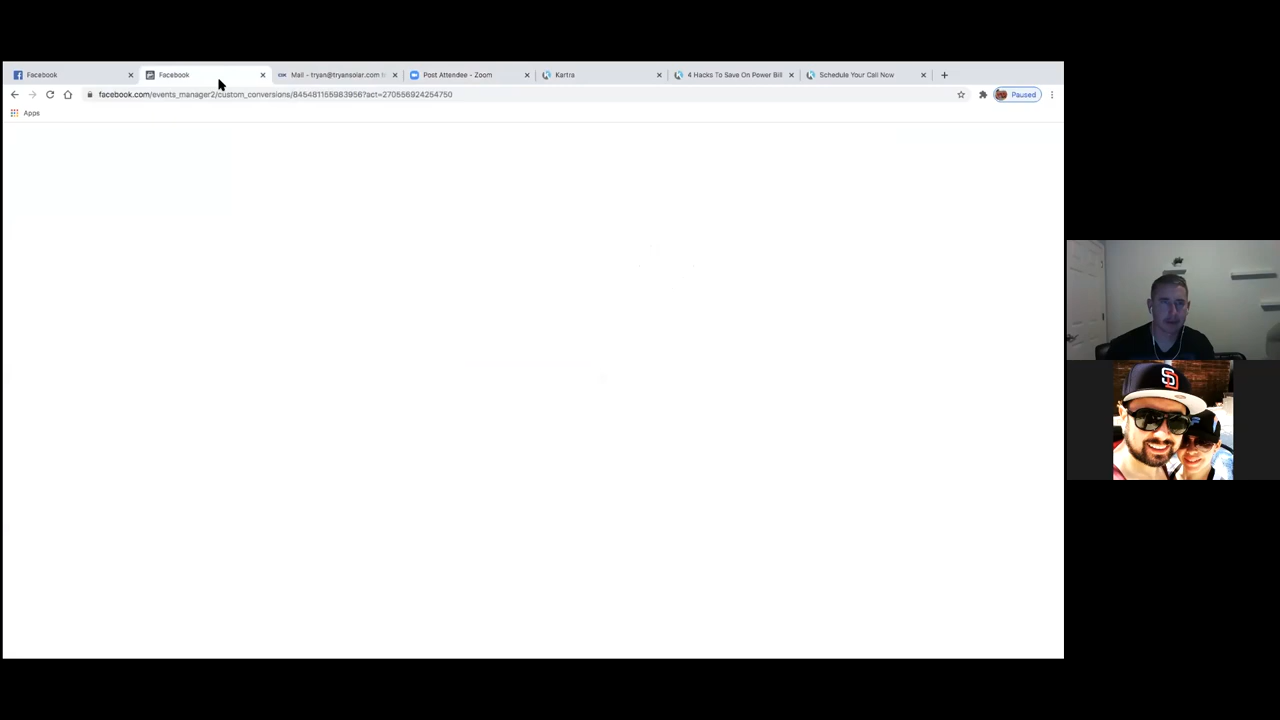 Facebook
Facebook
Mail - tryan@tryansolar.com
Post Attendee - Zoom
Kartra
4 Hacks To Save On Power Bill
Schedule Your Call Now
facebook.com/events_manager2/custom_conversions/845481155983956?act=270556924254750
Paused
Apps
SD